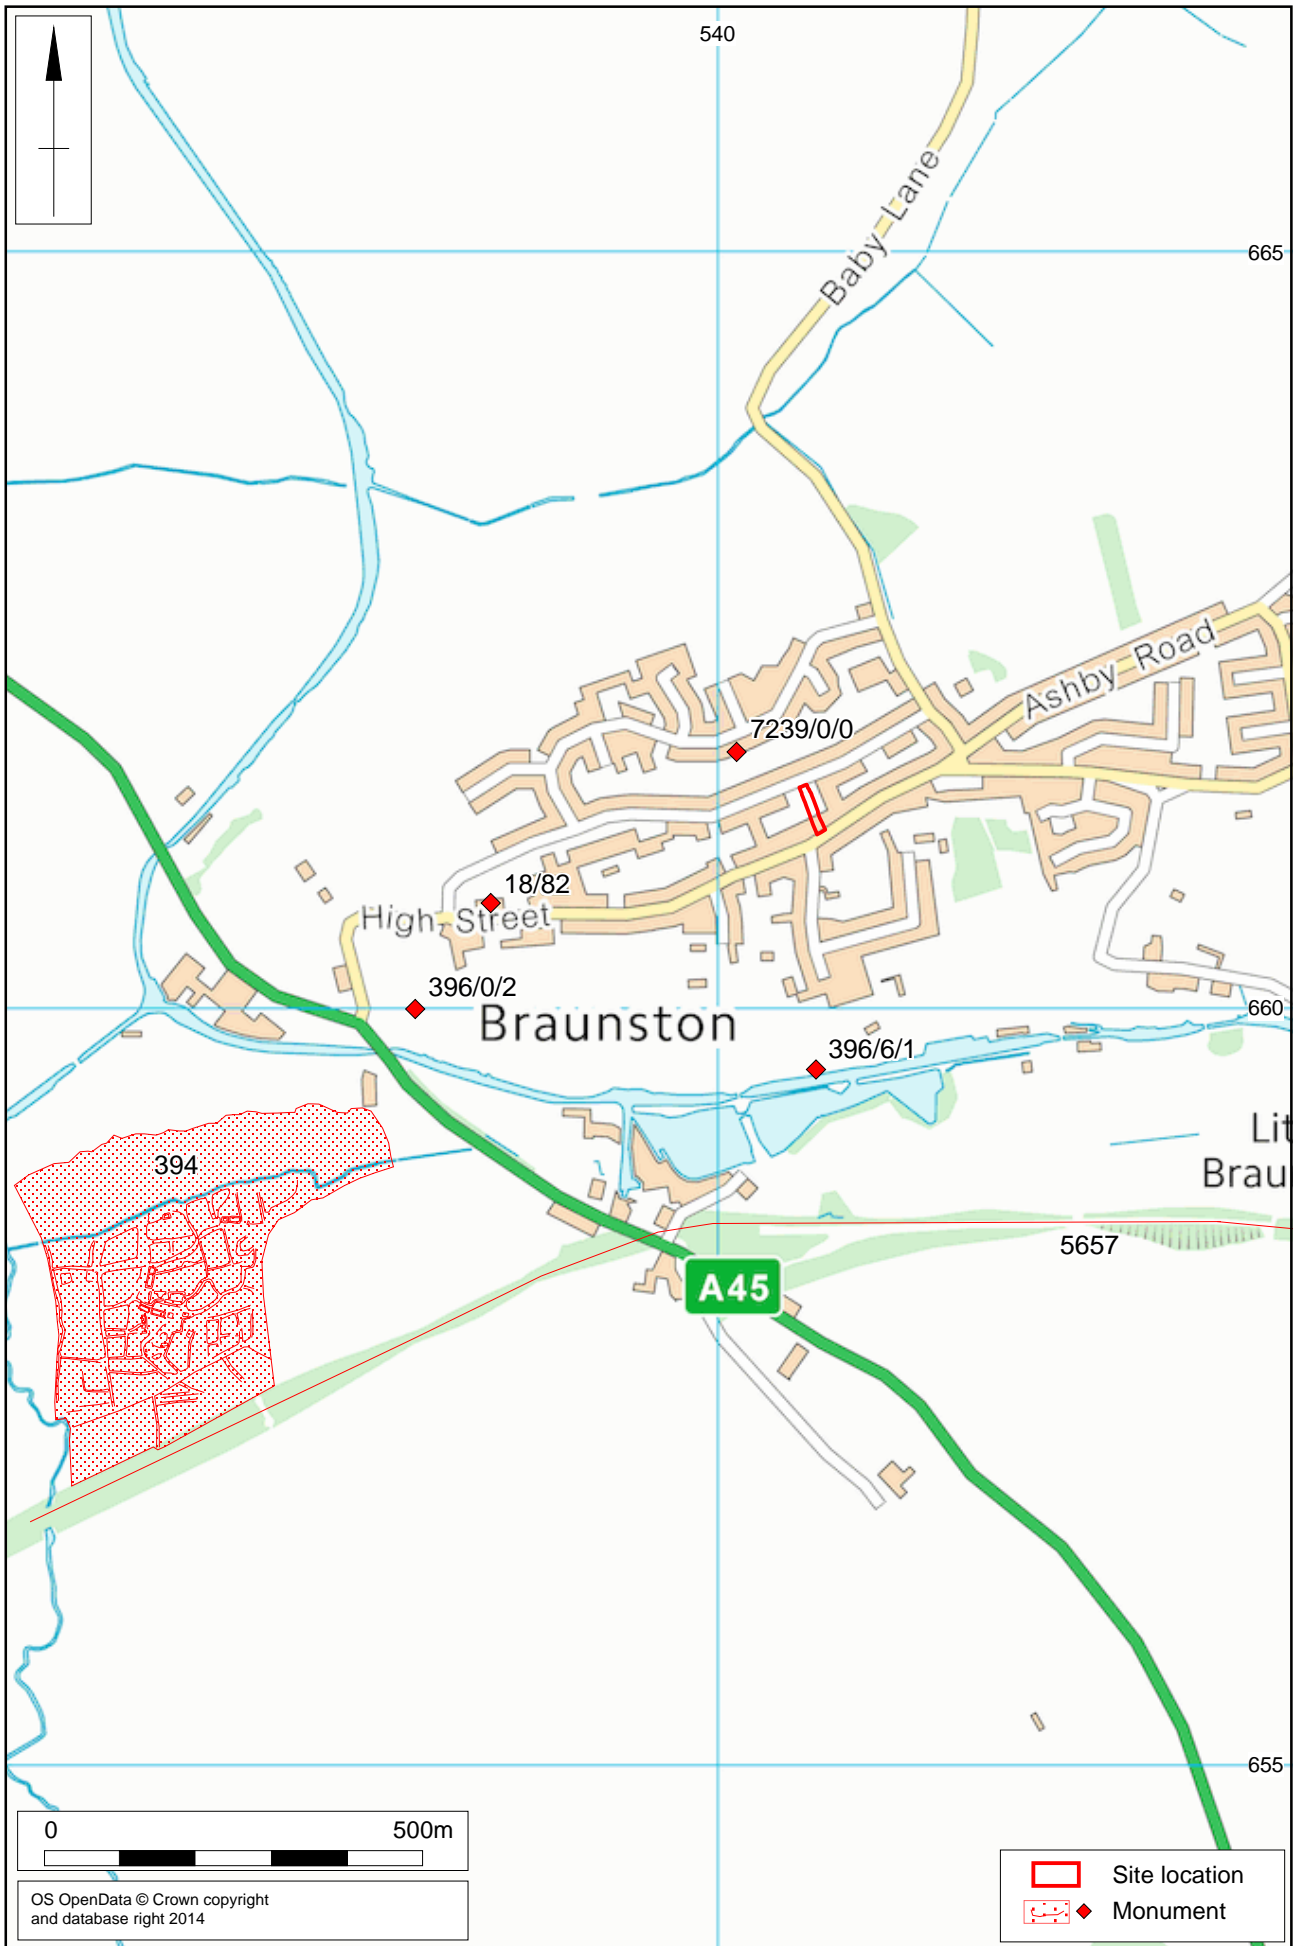 540
665
Baby Lane
Ashby Road
7239/0/0
18/82
High Street
396/0/2
660
Braunston
396/6/1
Lit
Brau
394
5657
A45
655
0 500m
OS OpenData © Crown copyright
and database right 2014
Site location
Monument